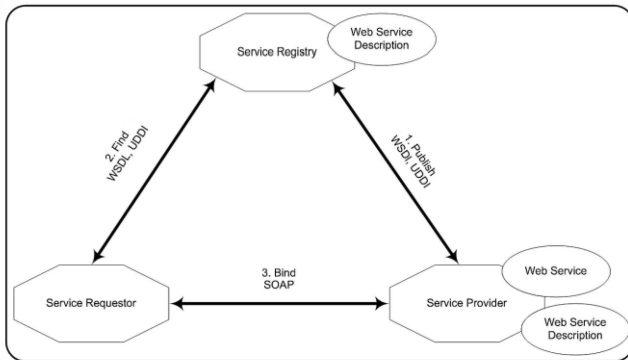 Web Service
Description
Service Registry
2. Find
WSDL, UDDI
1. Publish
WSDI, UDDI
3. Bind
SOAP
Service Requestor
Web Service
Service Provider
Web Service
Description